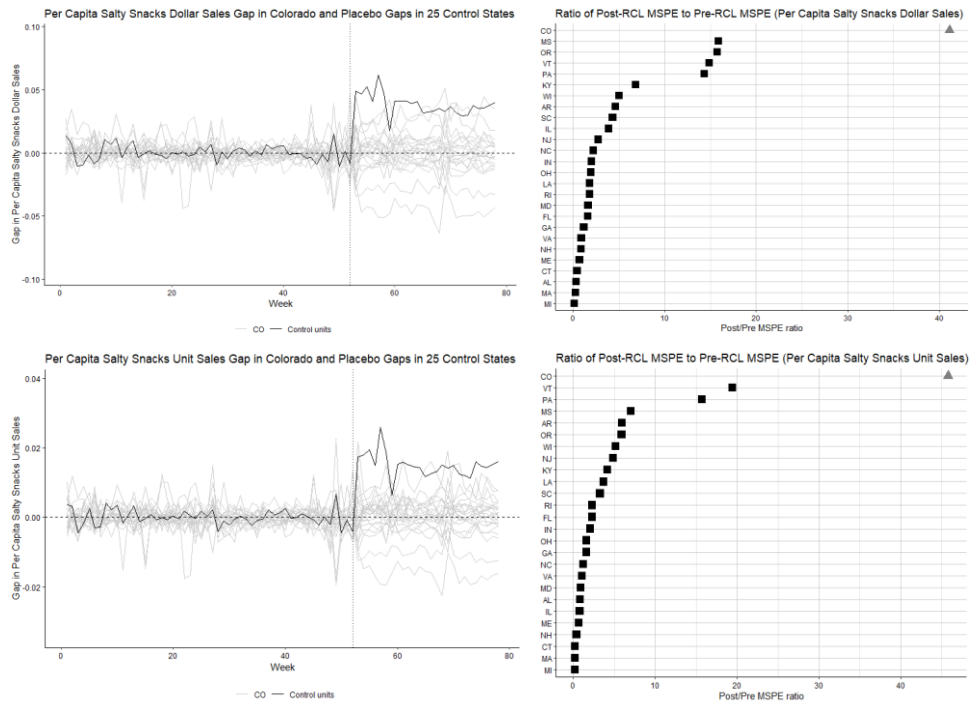 Per Capita Salty Snacks Dollar Sales Gap in Colorado and Placebo Gaps in 25 Control States
Gap in Per Capita Salty Snacks Dollar Sales
0.10
0.05
0.00
-0.05
-0.10
0
20
40
60
80
Week
CO
Control units
Ratio of Post-RCL MSPE to Pre-RCL MSPE (Per Capita Salty Snacks Dollar Sales)
CO
MS
OR
VT
PA
KY
WI
AR
SC
IL
NJ
NC
IN
OH
LA
RI
MD
FL
GA
VA
NH
ME
CT
AL
MA
MI
0
10
20
30
40
Post/Pre MSPE ratio
Per Capita Salty Snacks Unit Sales Gap in Colorado and Placebo Gaps in 25 Control States
Gap in Per Capita Salty Snacks Unit Sales
0.04
0.02
0.00
-0.02
0
20
40
60
80
Week
CO
Control units
Ratio of Post-RCL MSPE to Pre-RCL MSPE (Per Capita Salty Snacks Unit Sales)
CO
VT
PA
MS
AR
OR
WI
NJ
KY
LA
SC
RI
FL
IN
OH
GA
NC
VA
MD
AL
IL
ME
NH
CT
MA
MI
0
10
20
30
40
Post/Pre MSPE ratio